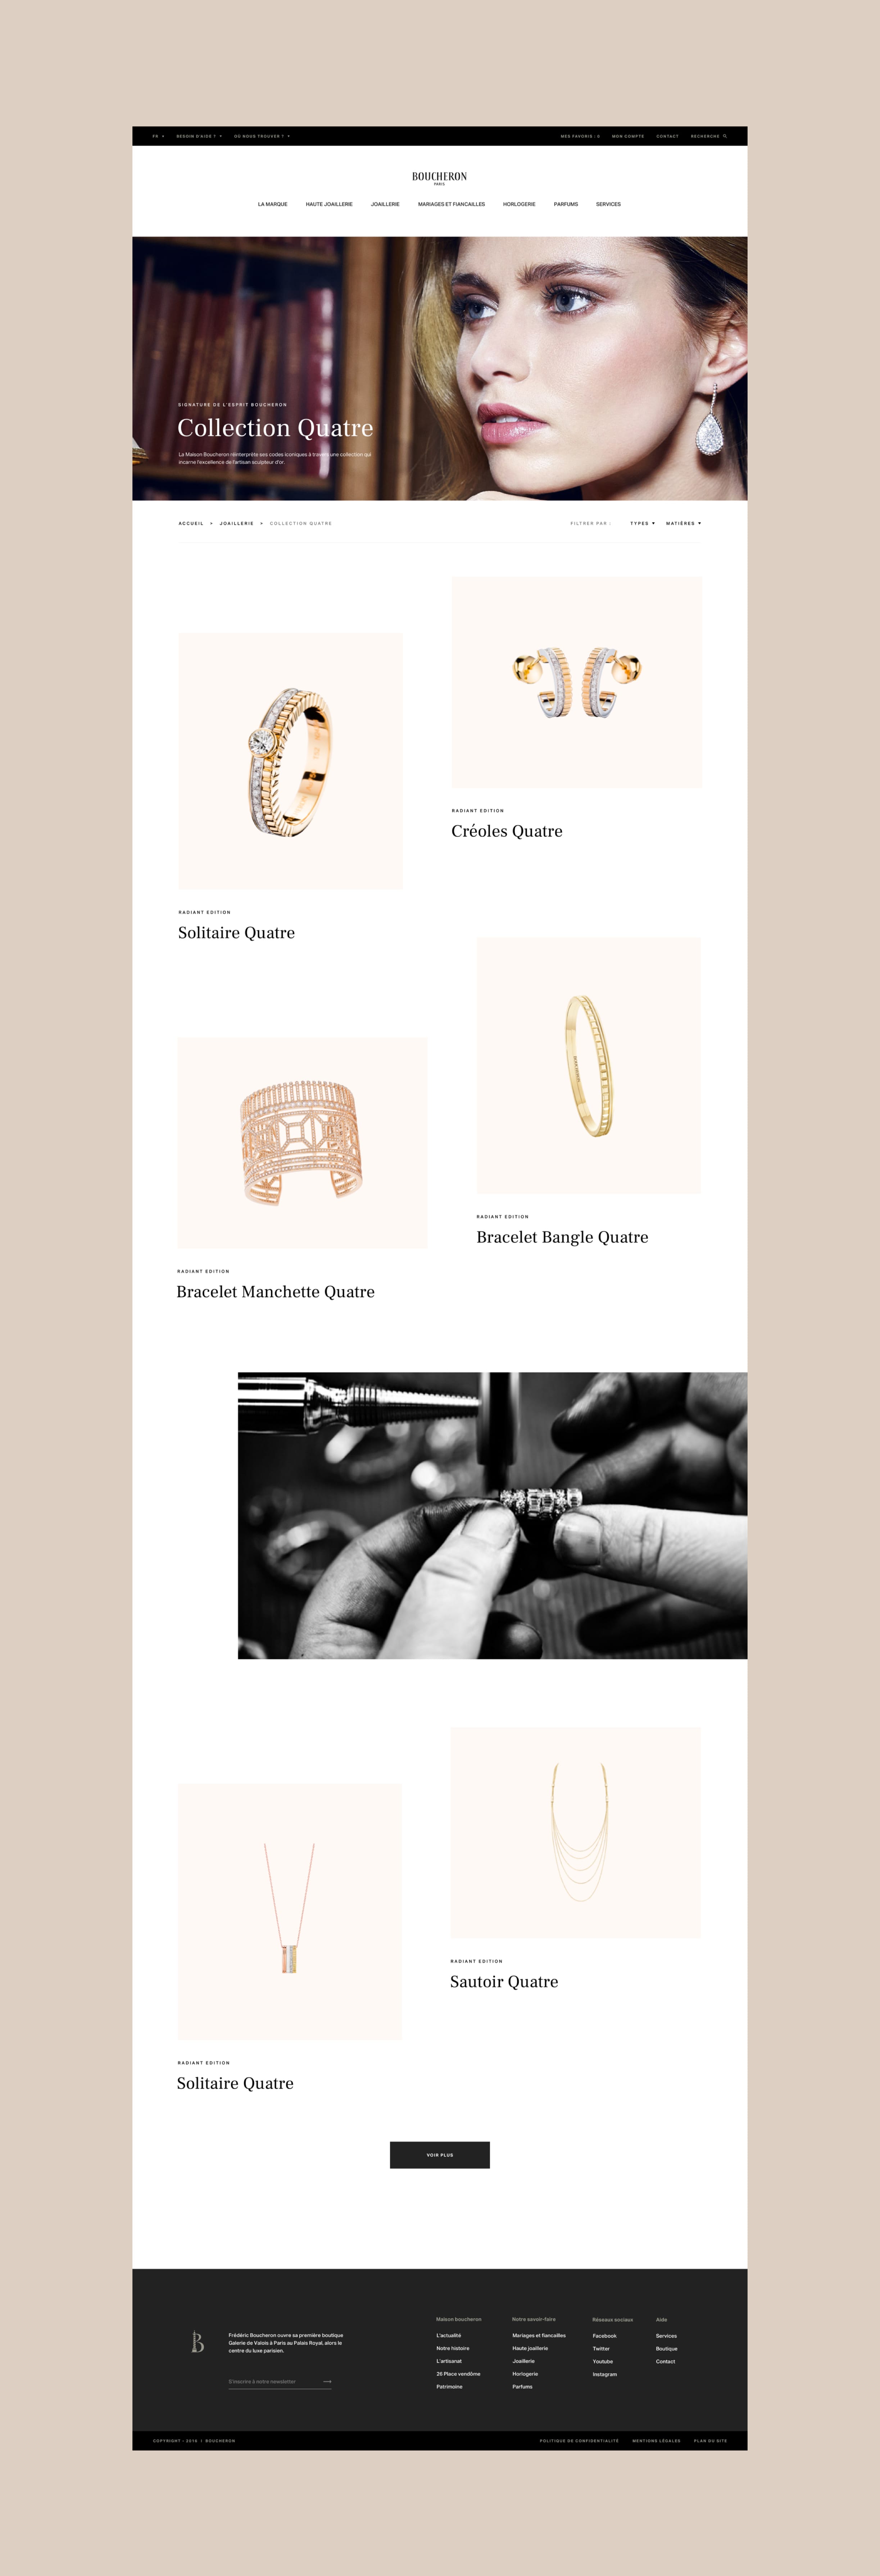 FR
BESOIN D'AIDE ?
OÙ NOUS TROUVER ?
MES FAVORIS : 0
MON COMPTE
CONTACT
RECHERCHE
BOUCHERON
PARIS
LA MARQUE
HAUTE JOAILLERIE
JOAILLERIE
MARIAGES ET FIANCAILLES
HORLOGERIE
PARFUMS
SERVICES
SIGNATURE DE L'ESPRIT BOUCHERON
Collection Quatre
La Maison Boucheron réinterprète ses codes iconiques à travers une collection qui
incarne l'excellence de l'artisan sculpteur d'or.
ACCUEIL > JOAILLERIE > COLLECTION QUATRE
FILTRER PAR :
TYPES
MATIÈRES
RADIANT EDITION
Créoles Quatre
RADIANT EDITION
Solitaire Quatre
RADIANT EDITION
Bracelet Bangle Quatre
RADIANT EDITION
Bracelet Manchette Quatre
RADIANT EDITION
Sautoir Quatre
RADIANT EDITION
Solitaire Quatre
VOIR PLUS
B
Frédéric Boucheron ouvre sa première boutique
Galerie de Valois à Paris au Palais Royal, alors le
centre du luxe parisien.
S'inscrire à notre newsletter
Maison boucheron
L'actualité
Notre histoire
L'artisanat
26 Place vendôme
Patrimoine
Notre savoir-faire
Mariages et fiancailles
Haute joaillerie
Joaillerie
Horlogerie
Parfums
Réseaux sociaux
Facebook
Twitter
Youtube
Instagram
Aide
Services
Boutique
Contact
COPYRIGHT - 2016 | BOUCHERON
POLITIQUE DE CONFIDENTIALITÉ
MENTIONS LÉGALES
PLAN DU SITE